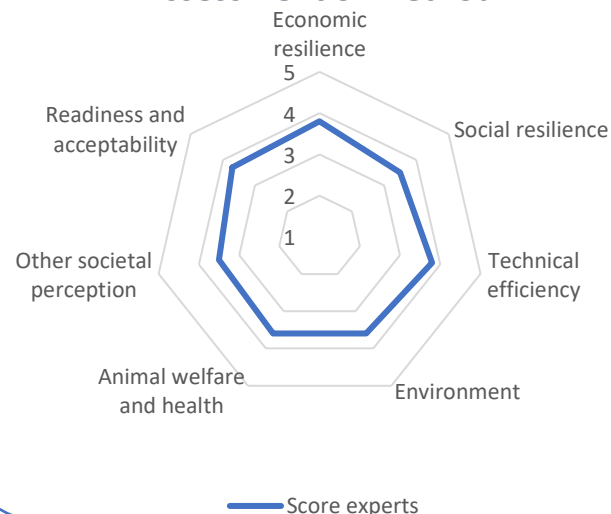 Economic
resilience
5
4
3
2
1
Readiness and
acceptability
Social resilience
Other societal
perception
Technical
efficiency
Animal welfare
and health
Environment
Score experts